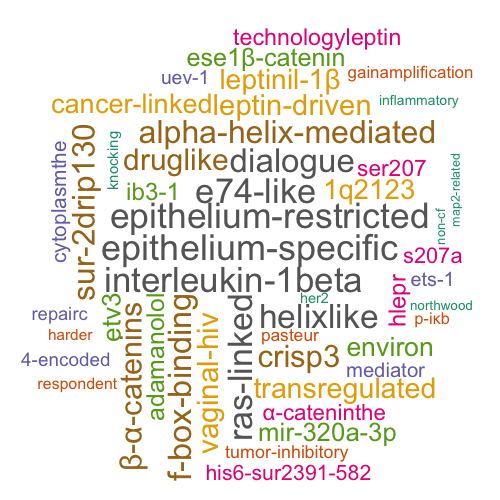 technologyleptin
ese1β-catenin
uev-1
leptinil-1β
gainamplification
cancer-linked
leptin-driven
inflammatory
alpha-helix-mediated
cytoplasmthe
sur-2drip130
knocking
druglike
dialogue
ser207
map2-related
non-cf
ib3-1
e74-like
1q2123
epithelium-restricted
epithelium-specific
s207a
interleukin-1beta
hlepr
ets-1
her2
northwood
repairc
etv3
adamanolol
f-box-binding
vaginal-hiv
ras-linked
helixlike
p-iκb
harder
β-α-catenins
pasteur
crisp3
environ
4-encoded
mediator
respondent
transregulated
α-cateninthe
mir-320a-3p
tumor-inhibitory
his6-sur2391-582